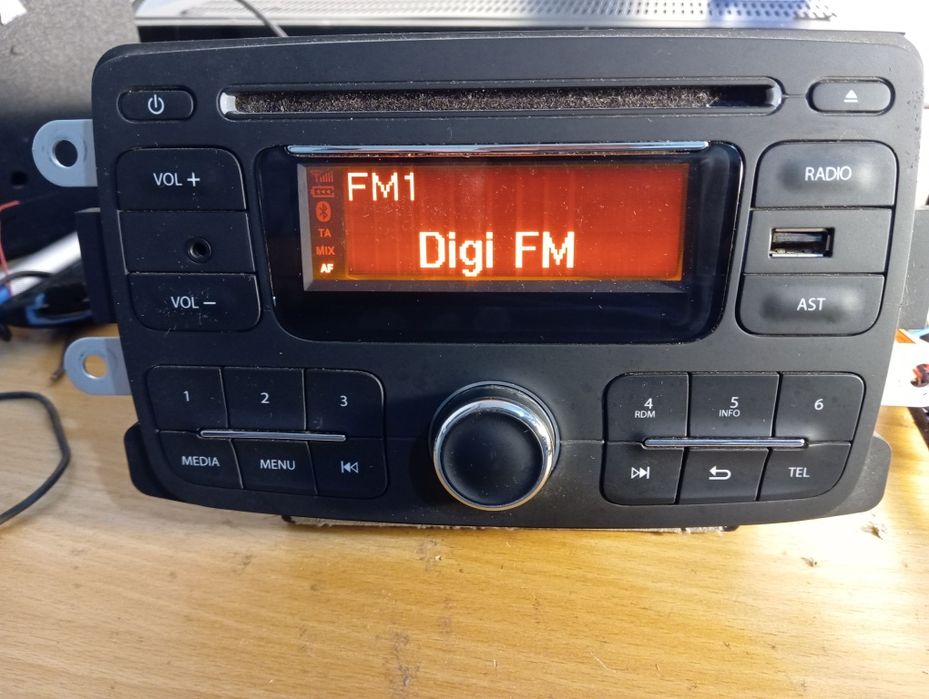 VOL +
VOL −
FM1
TA
MIX
AF
Digi FM
RADIO
AST
1
2
3
MEDIA
MENU
4
RDM
5
INFO
6
TEL